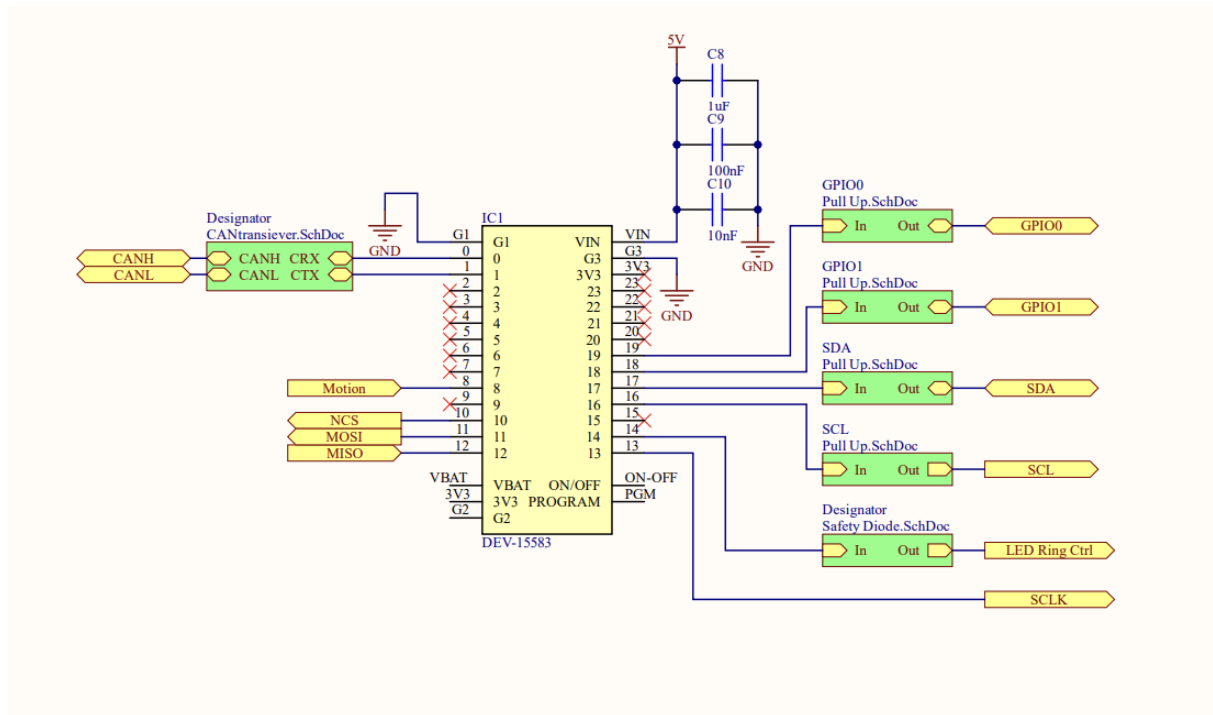 5V
C8
1uF
C9
100nF
C10
10nF
GND
Designator
CANtransiever.SchDoc
CANH
CANL
CANH CRX
CANL CTX
GND
IC1
G1
0
1
2
3
4
5
6
7
8
9
10
11
12
VBAT
3V3
G2
G1
0
1
2
3
4
5
6
7
8
9
10
11
12
VBAT
3V3
G2
VIN
G3
3V3
23
22
21
20
19
18
17
16
15
14
13
ON/OFF
PROGRAM
VIN
G3
3V3
23
22
21
20
19
18
17
16
15
14
13
ON-OFF
PGM
DEV-15583
GND
Motion
NCS
MOSI
MISO
GPIO0
Pull Up.SchDoc
In Out
GPIO0
GPIO1
Pull Up.SchDoc
In Out
GPIO1
SDA
Pull Up.SchDoc
In Out
SDA
SCL
Pull Up.SchDoc
In Out
SCL
Designator
Safety Diode.SchDoc
In Out
LED Ring Ctrl
SCLK